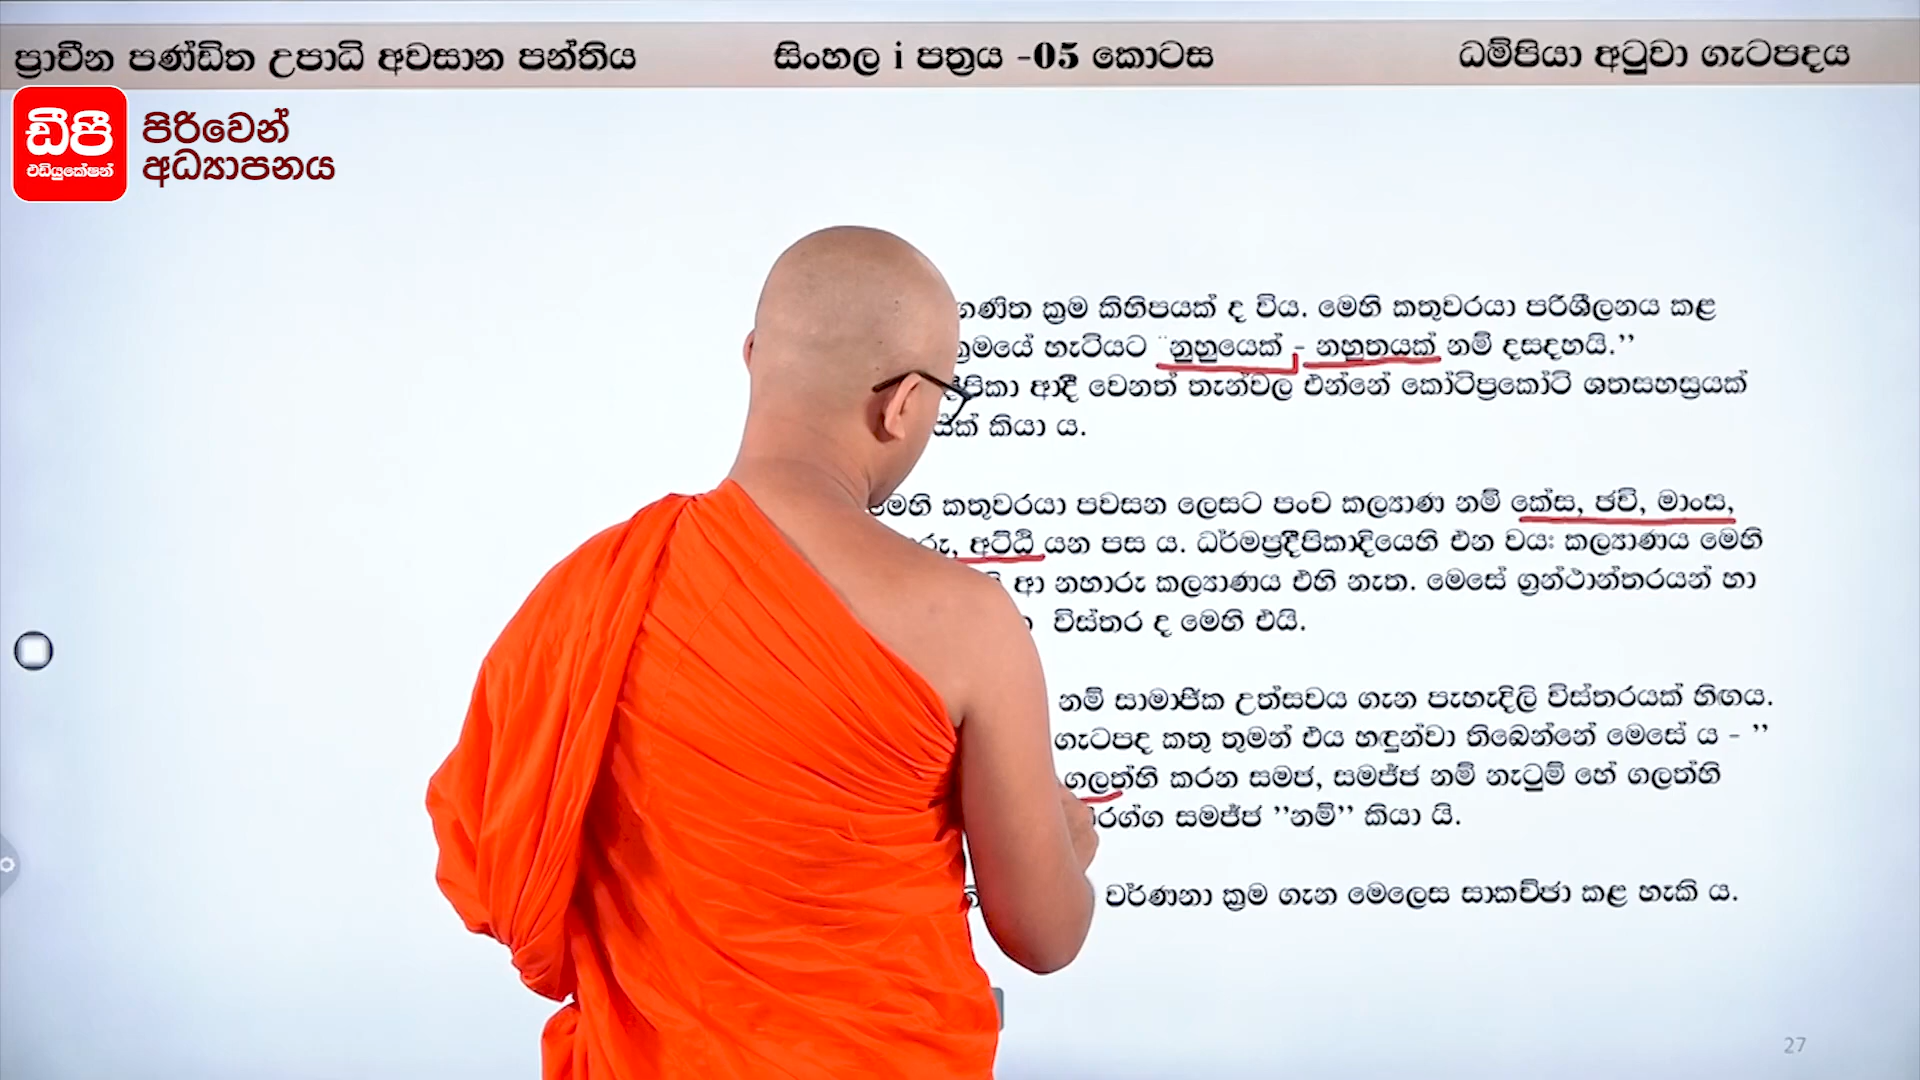 ප්‍රාචීන පණ්ඩිත උපාධි අවසාන පන්තිය
සිංහල i පත්‍රය -05 කොටස
ධම්පියා අටුවා ගැටපදය
ඩීපී
එඩියුකේෂන්
පිරිවෙන්
අධ්‍යාපනය
ගණිත ක්‍රම කිහිපයක් ද විය. මෙහි කතුවරයා පරිශීලනය කළ
ක්‍රමයේ හැටියට ¨නුහුයෙක් - නහුතයක් නම් දසදහයි.’’
ආදී වෙනත් තැන්වල එන්නේ කෝටිප්‍රකෝටි ශතසහස්‍රයක්
කියා ය.
මෙහි කතුවරයා පවසන ලෙසට පංච කල්‍යාණ නම් කේස, ඡවි, මාංස,
අට්ඨි යන පස ය. ධර්මප්‍රදීපිකාදියෙහි එන වයඃ කල්‍යාණය මෙහි
ආ නහාරු කල්‍යාණය එහි නැත. මෙසේ ග්‍රන්ථාන්තරයන් හා
විස්තර ද මෙහි එයි.
නම් සාමාජික උත්සවය ගැන පැහැදිලි විස්තරයක් හිඟය.
ගැටපද කතු තුමන් එය හඳුන්වා තිබෙන්නේ මෙසේ ය - ’’
ගලත්හි කරන සමජ, සමජ්ජ නම් නැටුම් හේ ගලත්හි
සමජ්ජ ’’නම්’’ කියා යි.
වර්ණනා ක්‍රම ගැන මෙලෙස සාකච්ඡා කළ හැකි ය.
27